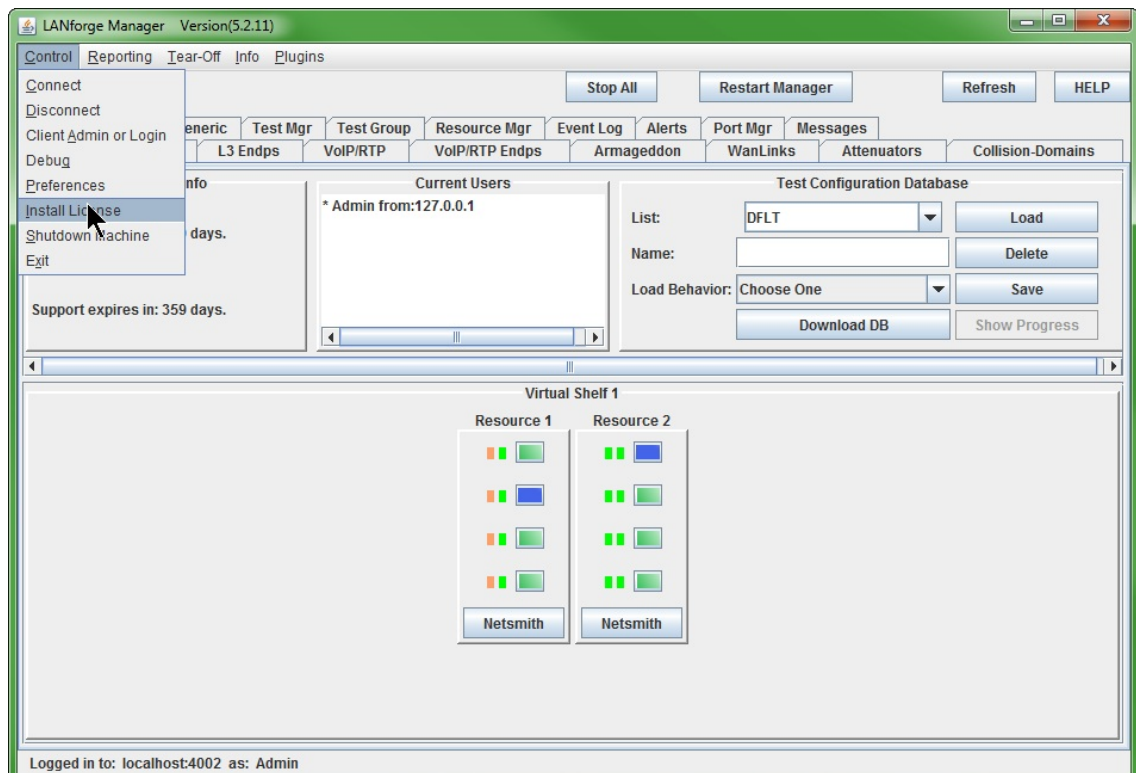 LANforge Manager Version(5.2.11)
Control Reporting Tear-Off Info Plugins
Connect
Disconnect
Client Admin or Login
Debug
Preferences
Install License
Shutdown Machine
Exit
Stop All Restart Manager Refresh HELP
Test Mgr Test Group Resource Mgr Event Log Alerts Port Mgr Messages
L3 Endps VoIP/RTP VoIP/RTP Endps Armageddon WanLinks Attenuators Collision-Domains
days.
Support expires in: 359 days.
Current Users
* Admin from:127.0.0.1
Test Configuration Database
List: DFLT Load
Name: Delete
Load Behavior: Choose One Save
Download DB Show Progress
Virtual Shelf 1
Resource 1 Resource 2
Netsmith Netsmith
Logged in to: localhost:4002 as: Admin